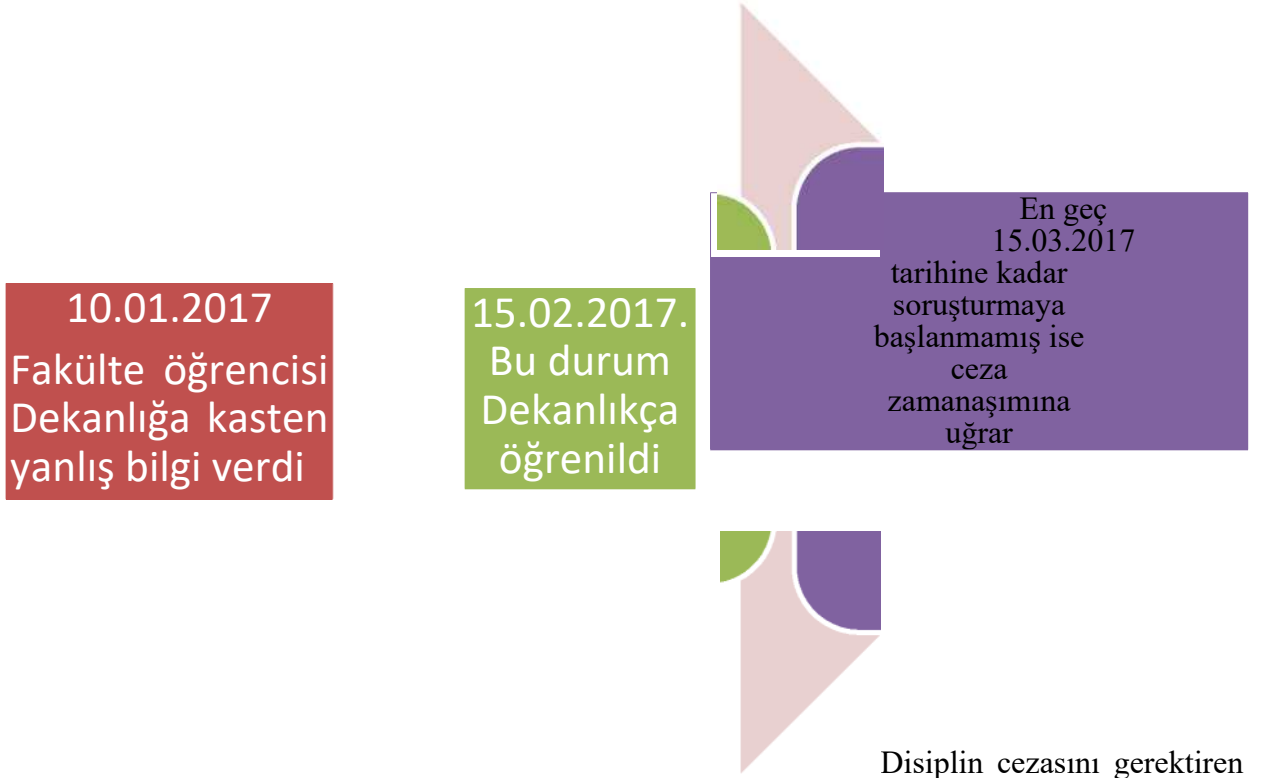 10.01.2017
Fakülte öğrencisi
Dekanlığa kasten
yanlış bilgi verdi
15.02.2017.
Bu durum
Dekanlıkça
öğrenildi
En geç
15.03.2017
tarihine kadar
soruşturmaya
başlanmamış ise
ceza
zamanaşımına
uğrar
Disiplin cezasını gerektiren